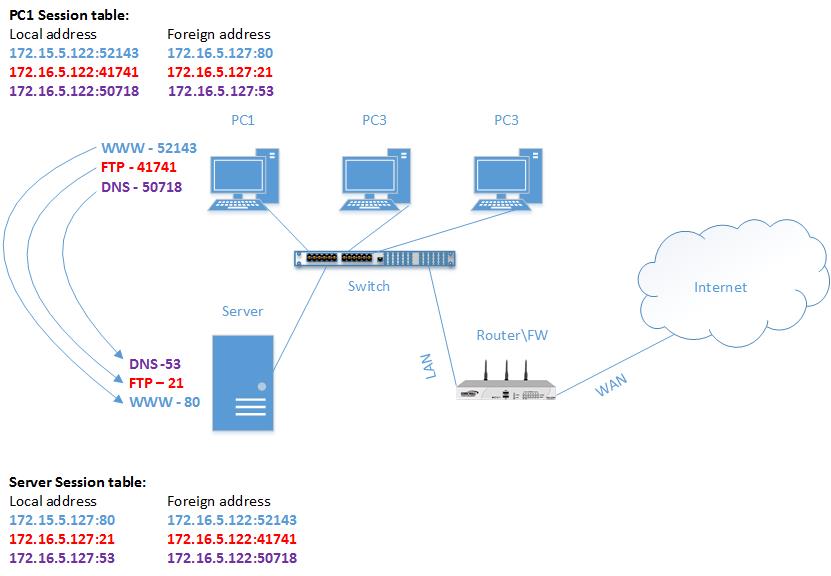 PC1 Session table:
Local address Foreign address
172.15.5.122:52143 172.16.5.127:80
172.16.5.122:41741 172.16.5.127:21
172.16.5.122:50718 172.16.5.127:53
PC1 PC3 PC3
WWW - 52143
FTP - 41741
DNS - 50718
Switch
Internet
Server
Router\FW
LAN
WAN
DNS -53
FTP – 21
WWW - 80
Server Session table:
Local address Foreign address
172.15.5.127:80 172.16.5.122:52143
172.16.5.127:21 172.16.5.122:41741
172.16.5.127:53 172.16.5.122:50718